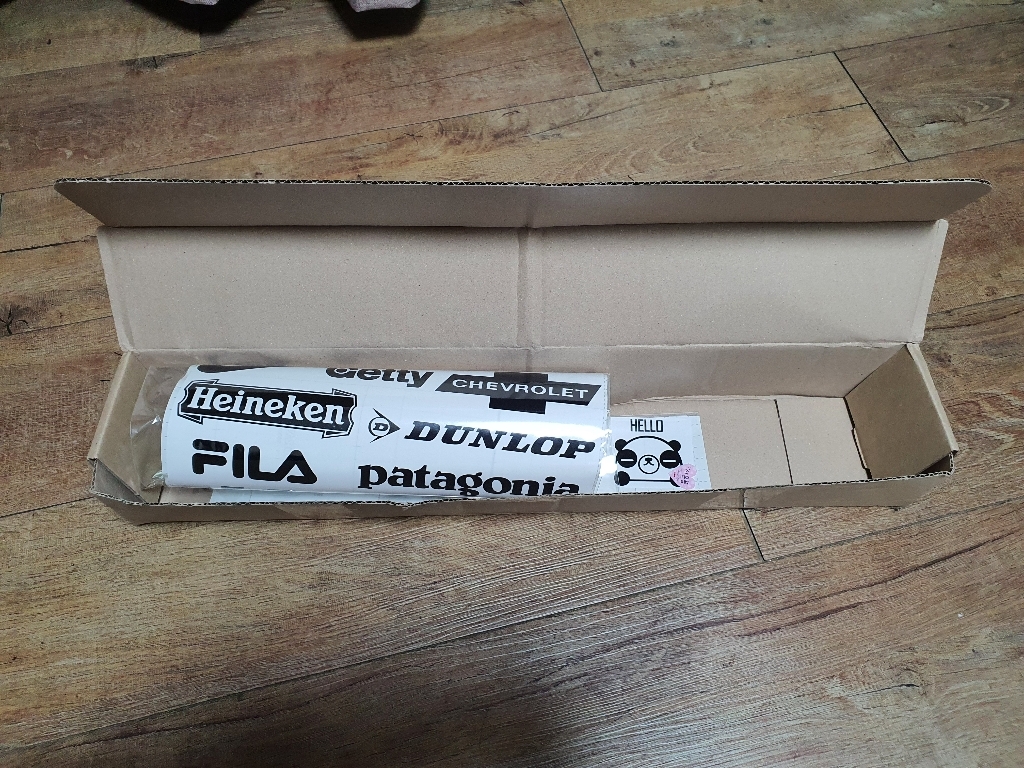 Getty
CHEVROLET
Heineken
D
DUNLOP
FILA
patagonia
HELLO